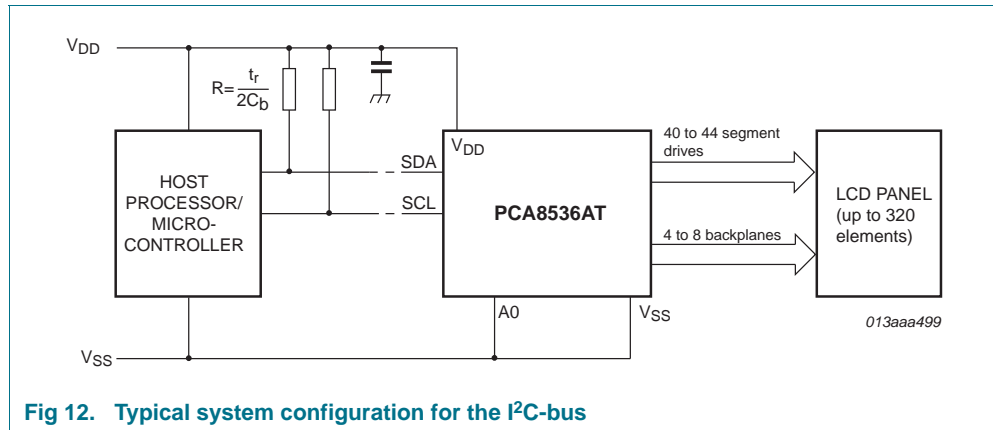 VDD
R= tr
2Cb
HOST
PROCESSOR/
MICRO-
CONTROLLER
SDA
SCL
VDD
PCA8536AT
A0
VSS
40 to 44 segment
drives
4 to 8 backplanes
LCD PANEL
(up to 320
elements)
013aaa499
VSS
Fig 12. Typical system configuration for the I²C-bus